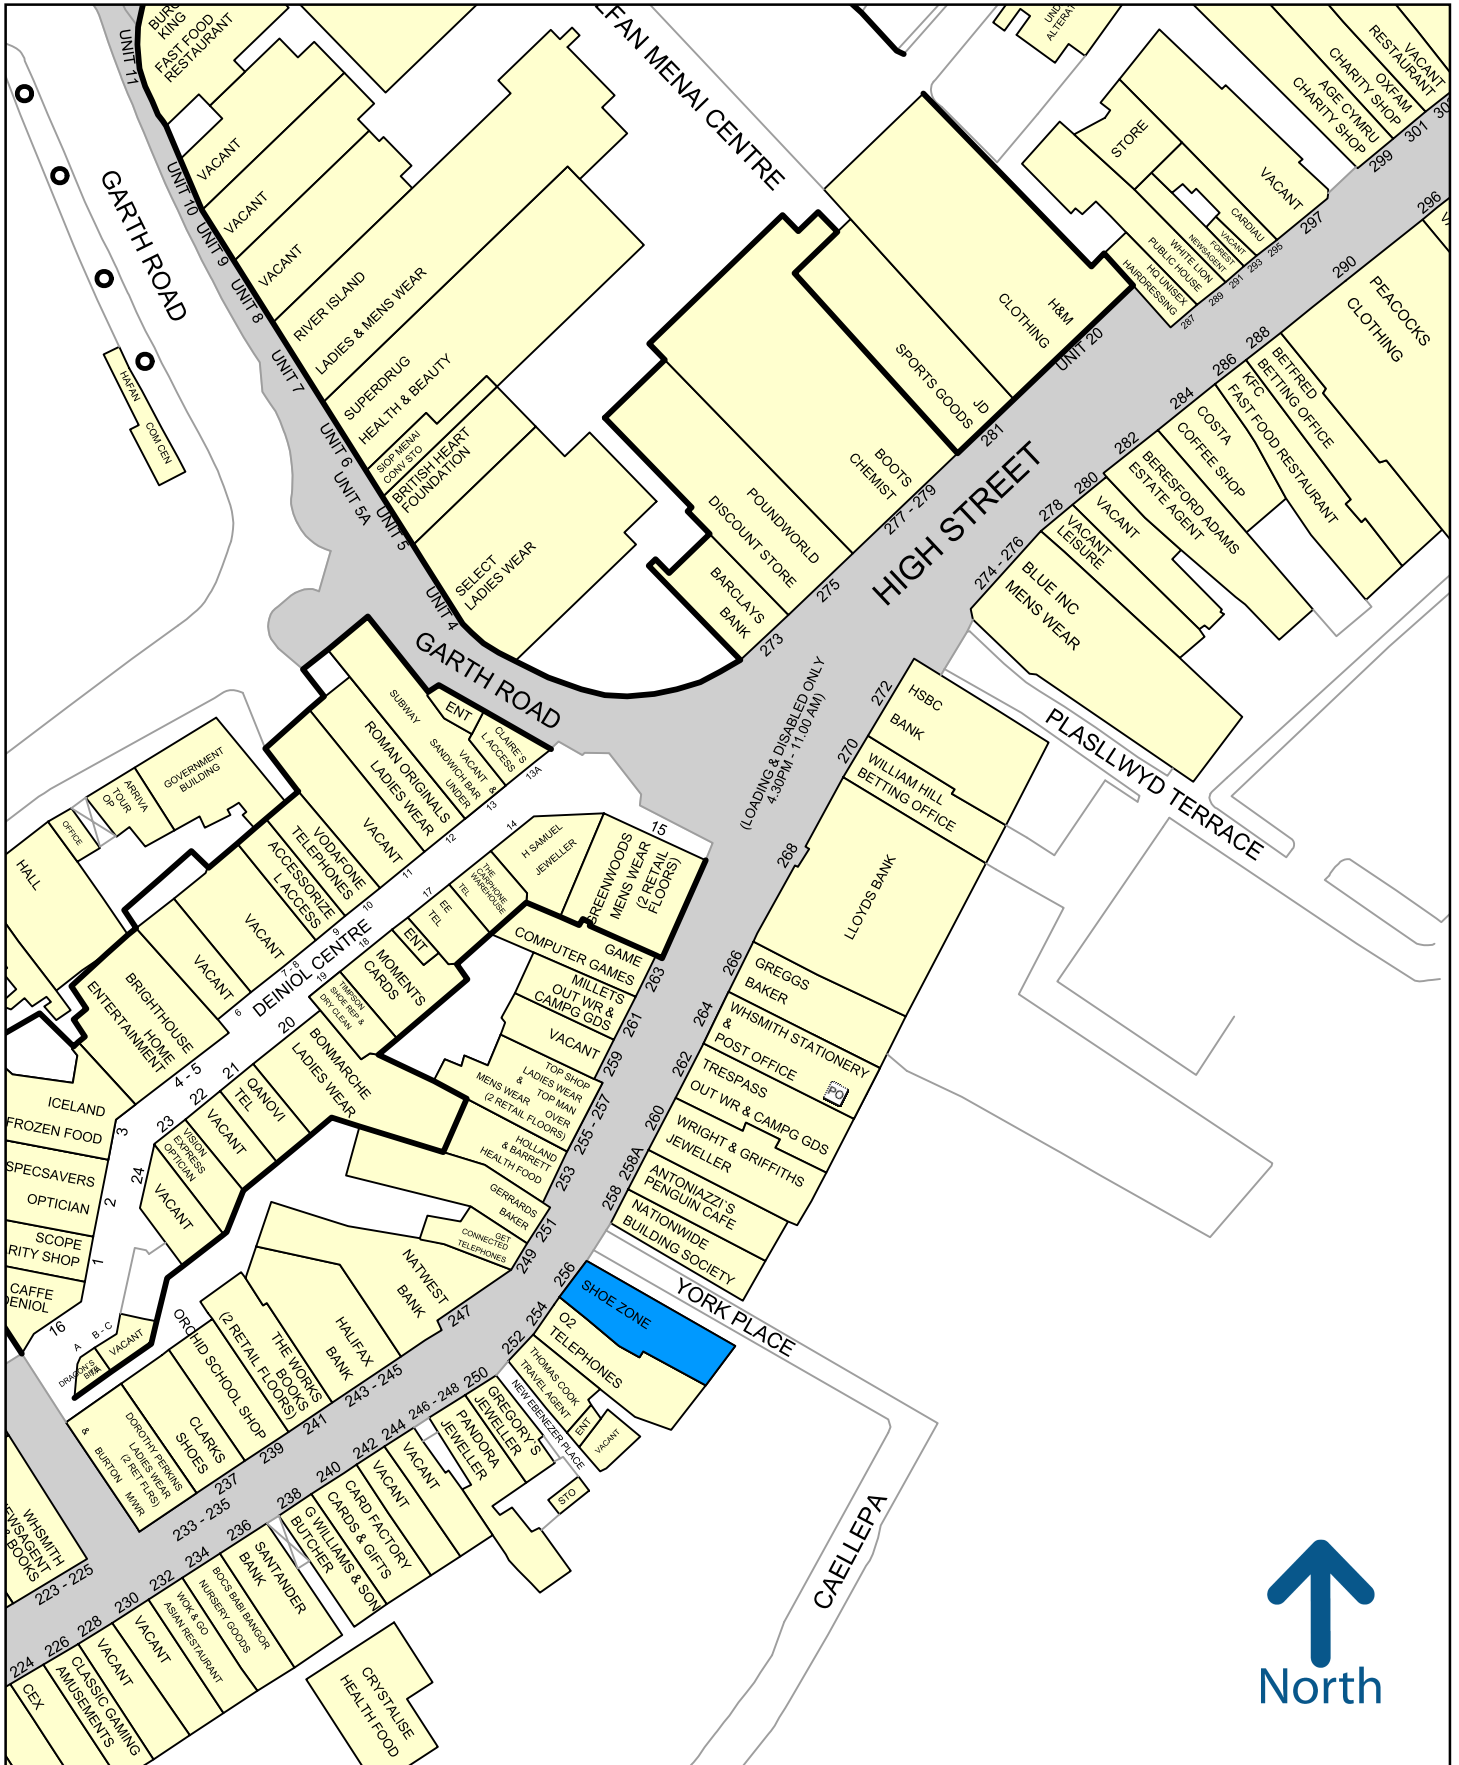 BURG
KING
FAST FOOD
RESTAURANT
UNIT 11
EFAN MENAI CENTRE
ALTERAT
VACANT
RESTAURANT
OXFAM
CHARITY SHOP
AGE CYMRU
CHARITY SHOP
301
299
297
296
VACANT
STORE
VACANT
CARDIAU
VACANT
FOREST
NEWSAGENT
WHITE LION
PUBLIC HOUSE
HQ UNISEX
HAIRDRESSING
287
289
291
293
295
GARTH ROAD
UNIT 10
VACANT
UNIT 9
VACANT
UNIT 8
RIVER ISLAND
LADIES & MENS WEAR
UNIT 7
SUPERDRUG
HEALTH & BEAUTY
UNIT 6
SIOP MENAI
CONV STO
UNIT 5A
BRITISH HEART
FOUNDATION
UNIT 5
SELECT
LADIES WEAR
UNIT 4
HAFAN
COM CEN
H&M
CLOTHING
UNIT 20
JD
SPORTS GOODS
281
BOOTS
CHEMIST
277 - 279
POUNDWORLD
DISCOUNT STORE
275
BARCLAYS
BANK
273
HIGH STREET
290
PEACOCKS
CLOTHING
288
BETFRED
BETTING OFFICE
286
KFC
FAST FOOD RESTAURANT
284
COSTA
COFFEE SHOP
282
BERESFORD ADAMS
ESTATE AGENT
280
VACANT
278
VACANT
LEISURE
274 - 276
BLUE INC
MENS WEAR
GARTH ROAD
(LOADING & DISABLED ONLY
4.30PM - 11.00 AM)
272
HSBC
BANK
PLASLLWYD TERRACE
270
WILLIAM HILL
BETTING OFFICE
268
LLOYDS BANK
266
GREGGS
BAKER
264
WHSMITH STATIONERY
&
POST OFFICE
PO
262
TRESPASS
OUT WR & CAMPG GDS
260
WRIGHT & GRIFFITHS
JEWELLER
258A
ANTONIAZZI'S
PENGUIN CAFE
258
NATIONWIDE
BUILDING SOCIETY
YORK PLACE
256
SHOE ZONE
254
O2
TELEPHONES
252
THOMAS COOK
TRAVEL AGENT
ENT
VACANT
NEW EBENEZER PLACE
STO
250
GREGORY'S
JEWELLER
246 - 248
PANDORA
JEWELLER
244
VACANT
242
VACANT
240
CARD FACTORY
CARDS & GIFTS
238
G WILLIAMS & SON
BUTCHER
236
SANTANDER
BANK
234
BOCS BABI BANGOR
NURSERY GOODS
232
WOK & GO
ASIAN RESTAURANT
230
VACANT
228
VACANT
226
CLASSIC GAMING
AMUSEMENTS
224
CEX
CRYSTALISE
HEALTH FOOD
CAELLEPA
SUBWAY
ENT
CLAIRE'S
L ACCESS
13A
VACANT &
UNDER
SANDWICH BAR
13
ROMAN ORIGINALS
LADIES WEAR
12
VACANT
11
VODAFONE
TELEPHONES
10
ACCESSORIZE
L ACCESS
9
VACANT
7 - 8
VACANT
6
BRIGHTHOUSE
HOME
ENTERTAINMENT
4 - 5
DEINIOL CENTRE
GOVERNMENT
BUILDING
ARRIVA
TOUR
OP
OFFICE
HALL
ICELAND
FROZEN FOOD
3
SPECSAVERS
OPTICIAN
2
SCOPE
RITY SHOP
1
CAFFE
DENIOL
16
14
H SAMUEL
JEWELLER
15
GREENWOODS
MENS WEAR
(2 RETAIL
FLOORS)
THE
CARPHONE
WAREHOUSE
TEL
17
EE
TEL
ENT
18
MOMENTS
CARDS
19
TIMPSON
SHOE REP &
DRY CLEAN
20
BONMARCHE
LADIES WEAR
21
QANOVI
TEL
22
VACANT
23
VISION
EXPRESS
OPTICIAN
24
VACANT
A
B - C
VACANT
GAME
COMPUTER GAMES
263
MILLETS
OUT WR &
CAMPG GDS
261
VACANT
259
TOP SHOP
LADIES WEAR
&
TOP MAN
MENS WEAR OVER
(2 RETAIL FLOORS)
255 - 257
HOLLAND
& BARRETT
HEALTH FOOD
253
GERRARDS
BAKER
251
GET
CONNECTED
TELEPHONES
249
NATWEST
BANK
247
HALIFAX
BANK
243 - 245
THE WORKS
BOOKS
(2 RETAIL FLOORS)
241
ORCHID SCHOOL SHOP
239
CLARKS
SHOES
237
DOROTHY PERKINS
LADIES WEAR
(2 RET FLRS)
& BURTON M/WR
233 - 235
WHSMITH
EWSAGENT
& BOOKS
223 - 225
North